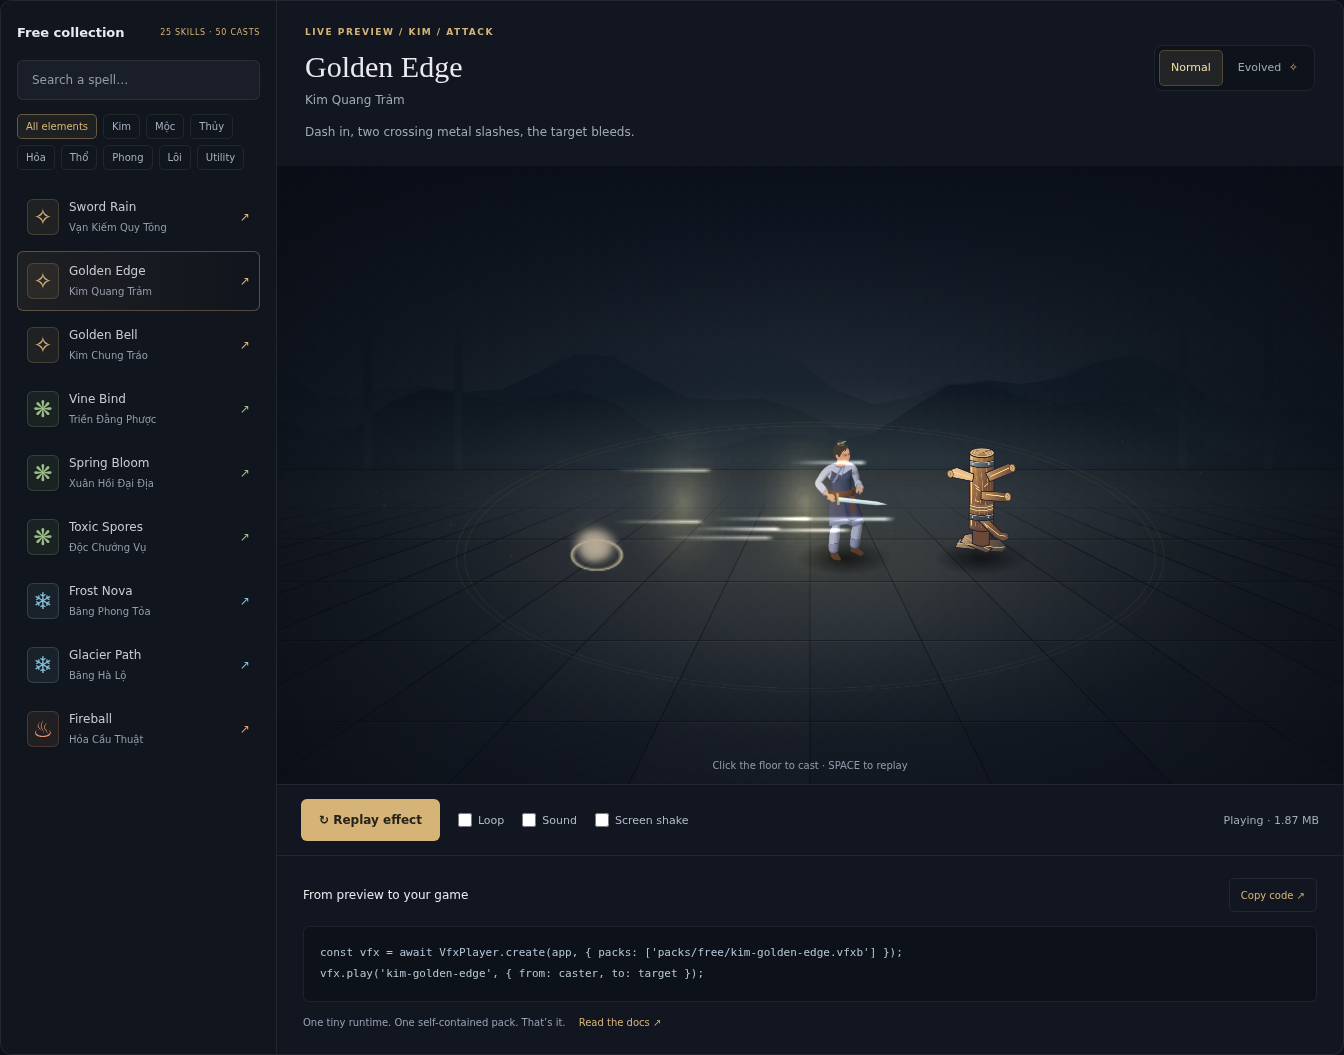 Free collection
25 SKILLS · 50 CASTS
Search a spell...
All elements
Kim
Mộc
Thủy
Hỏa
Thổ
Phong
Lôi
Utility
Sword Rain
Vạn Kiếm Quy Tông
Golden Edge
Kim Quang Trảm
Golden Bell
Kim Chung Tráo
Vine Bind
Triền Đằng Phược
Spring Bloom
Xuân Hồi Đại Địa
Toxic Spores
Độc Chướng Vụ
Frost Nova
Băng Phong Tỏa
Glacier Path
Băng Hà Lộ
Fireball
Hỏa Cầu Thuật
LIVE PREVIEW / KIM / ATTACK
Golden Edge
Kim Quang Trảm
Dash in, two crossing metal slashes, the target bleeds.
Normal
Evolved ✧
Click the floor to cast · SPACE to replay
↻ Replay effect
Loop
Sound
Screen shake
Playing · 1.87 MB
From preview to your game
Copy code ↗
const vfx = await VfxPlayer.create(app, { packs: ['packs/free/kim-golden-edge.vfxb'] });
vfx.play('kim-golden-edge', { from: caster, to: target });
One tiny runtime. One self-contained pack. That’s it.
Read the docs ↗